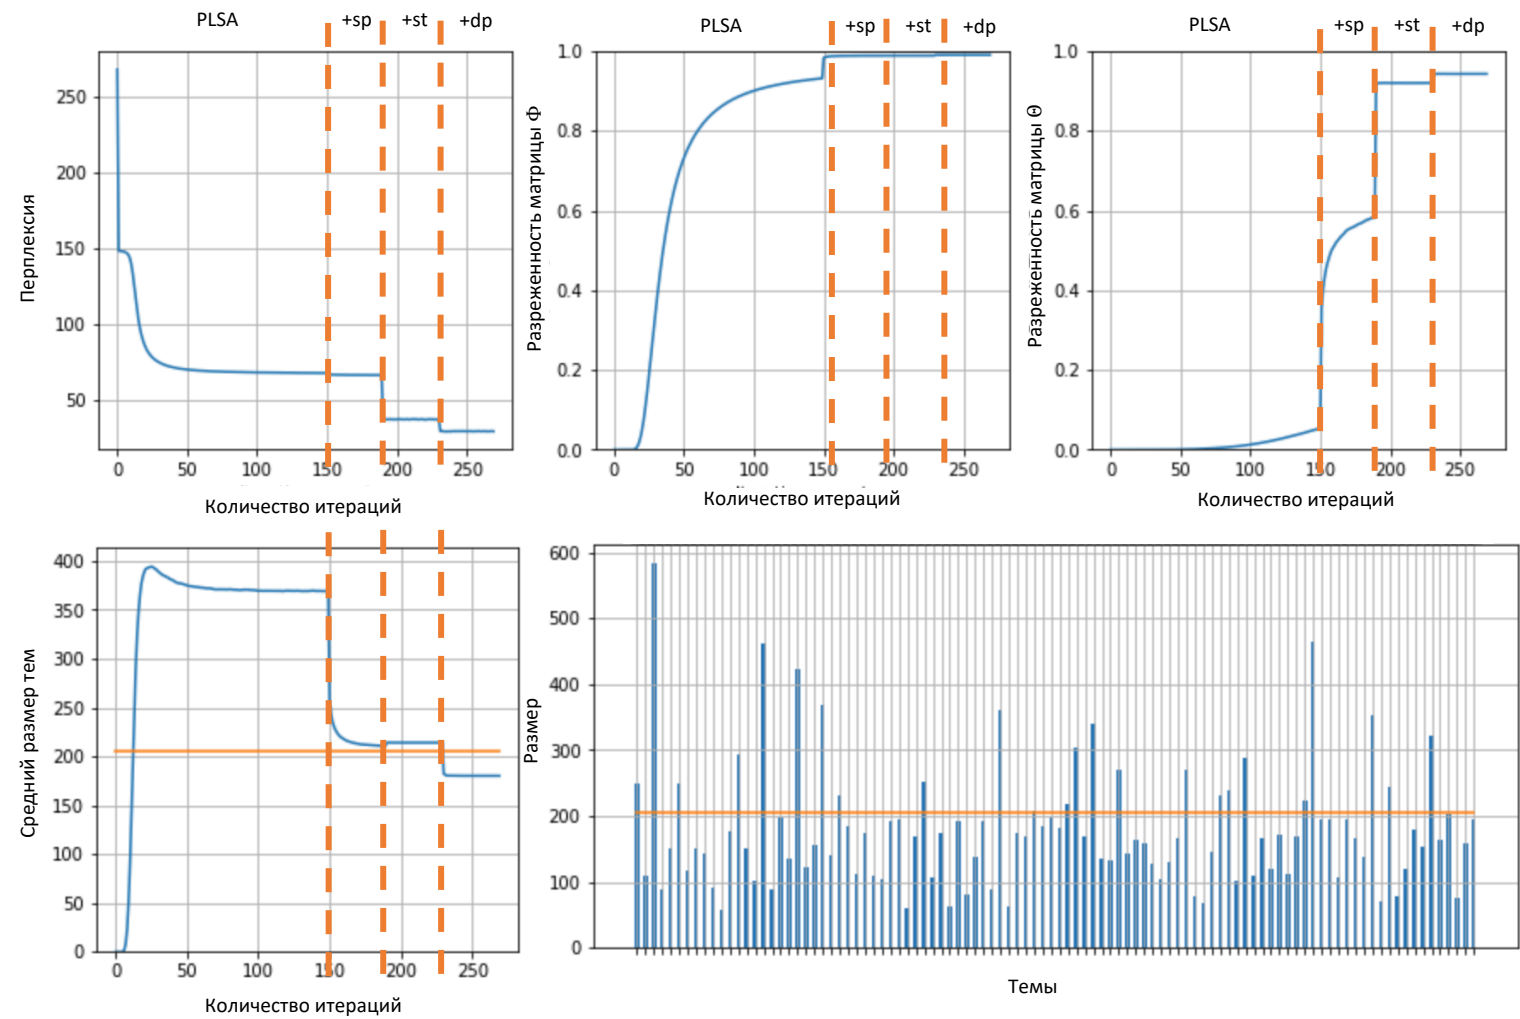 PLSA
+sp
+st
+dp
Перплексия
250
200
150
100
50
0
50
100
150
200
250
Количество итераций
PLSA
+sp
+st
+dp
Разреженность матрицы Φ
1.0
0.8
0.6
0.4
0.2
0.0
0
50
100
150
200
250
Количество итераций
PLSA
+sp
+st
+dp
Разреженность матрицы Θ
1.0
0.8
0.6
0.4
0.2
0.0
0
50
100
150
200
250
Количество итераций
Средний размер тем
400
350
300
250
200
150
100
50
0
0
50
100
150
200
250
Количество итераций
Размер
600
500
400
300
200
100
0
Темы